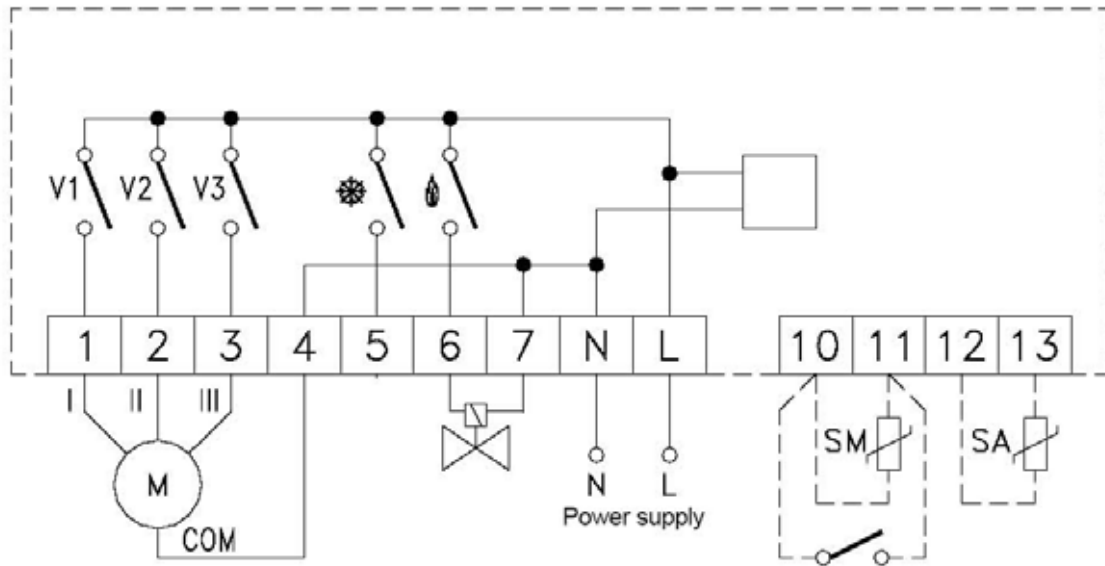 V1 V2 V3
1 2 3 4 5 6 7 N L 10 11 12 13
I II III
SM SA
M
N L
Power supply
COM